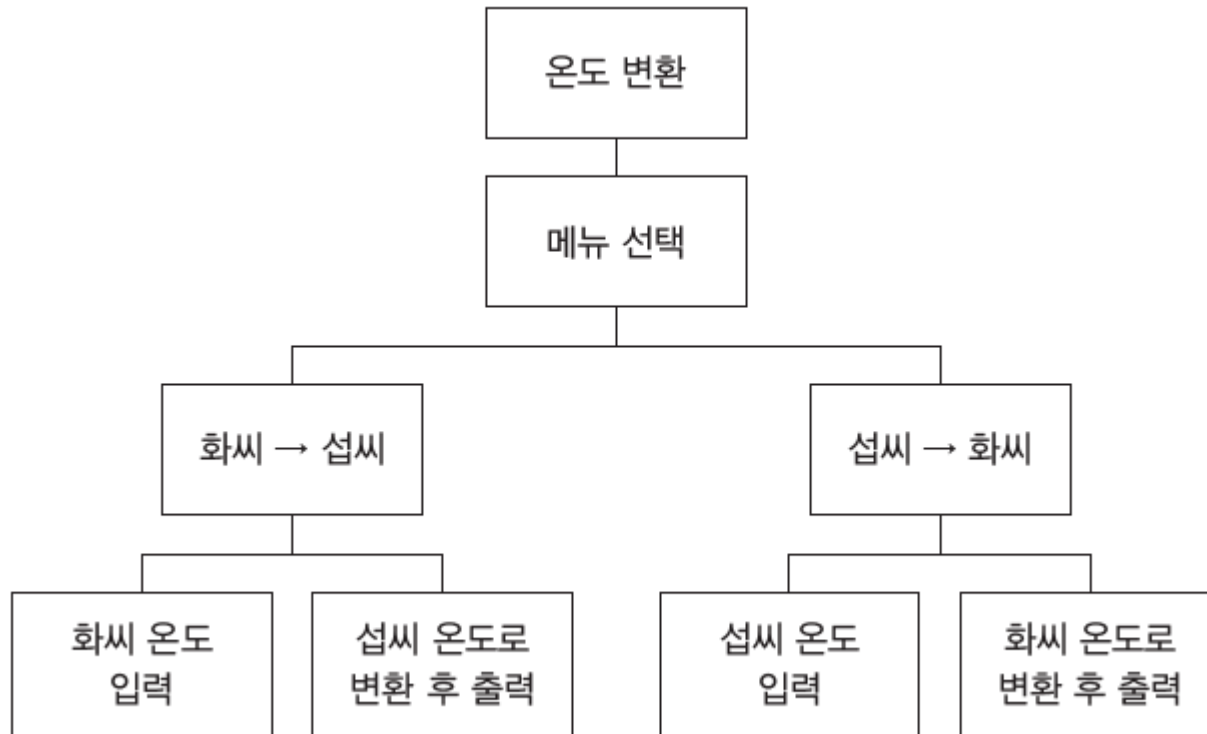 온도 변환
메뉴 선택
화씨 → 섭씨
섭씨 → 화씨
화씨 온도
입력
섭씨 온도로
변환 후 출력
섭씨 온도
입력
화씨 온도로
변환 후 출력